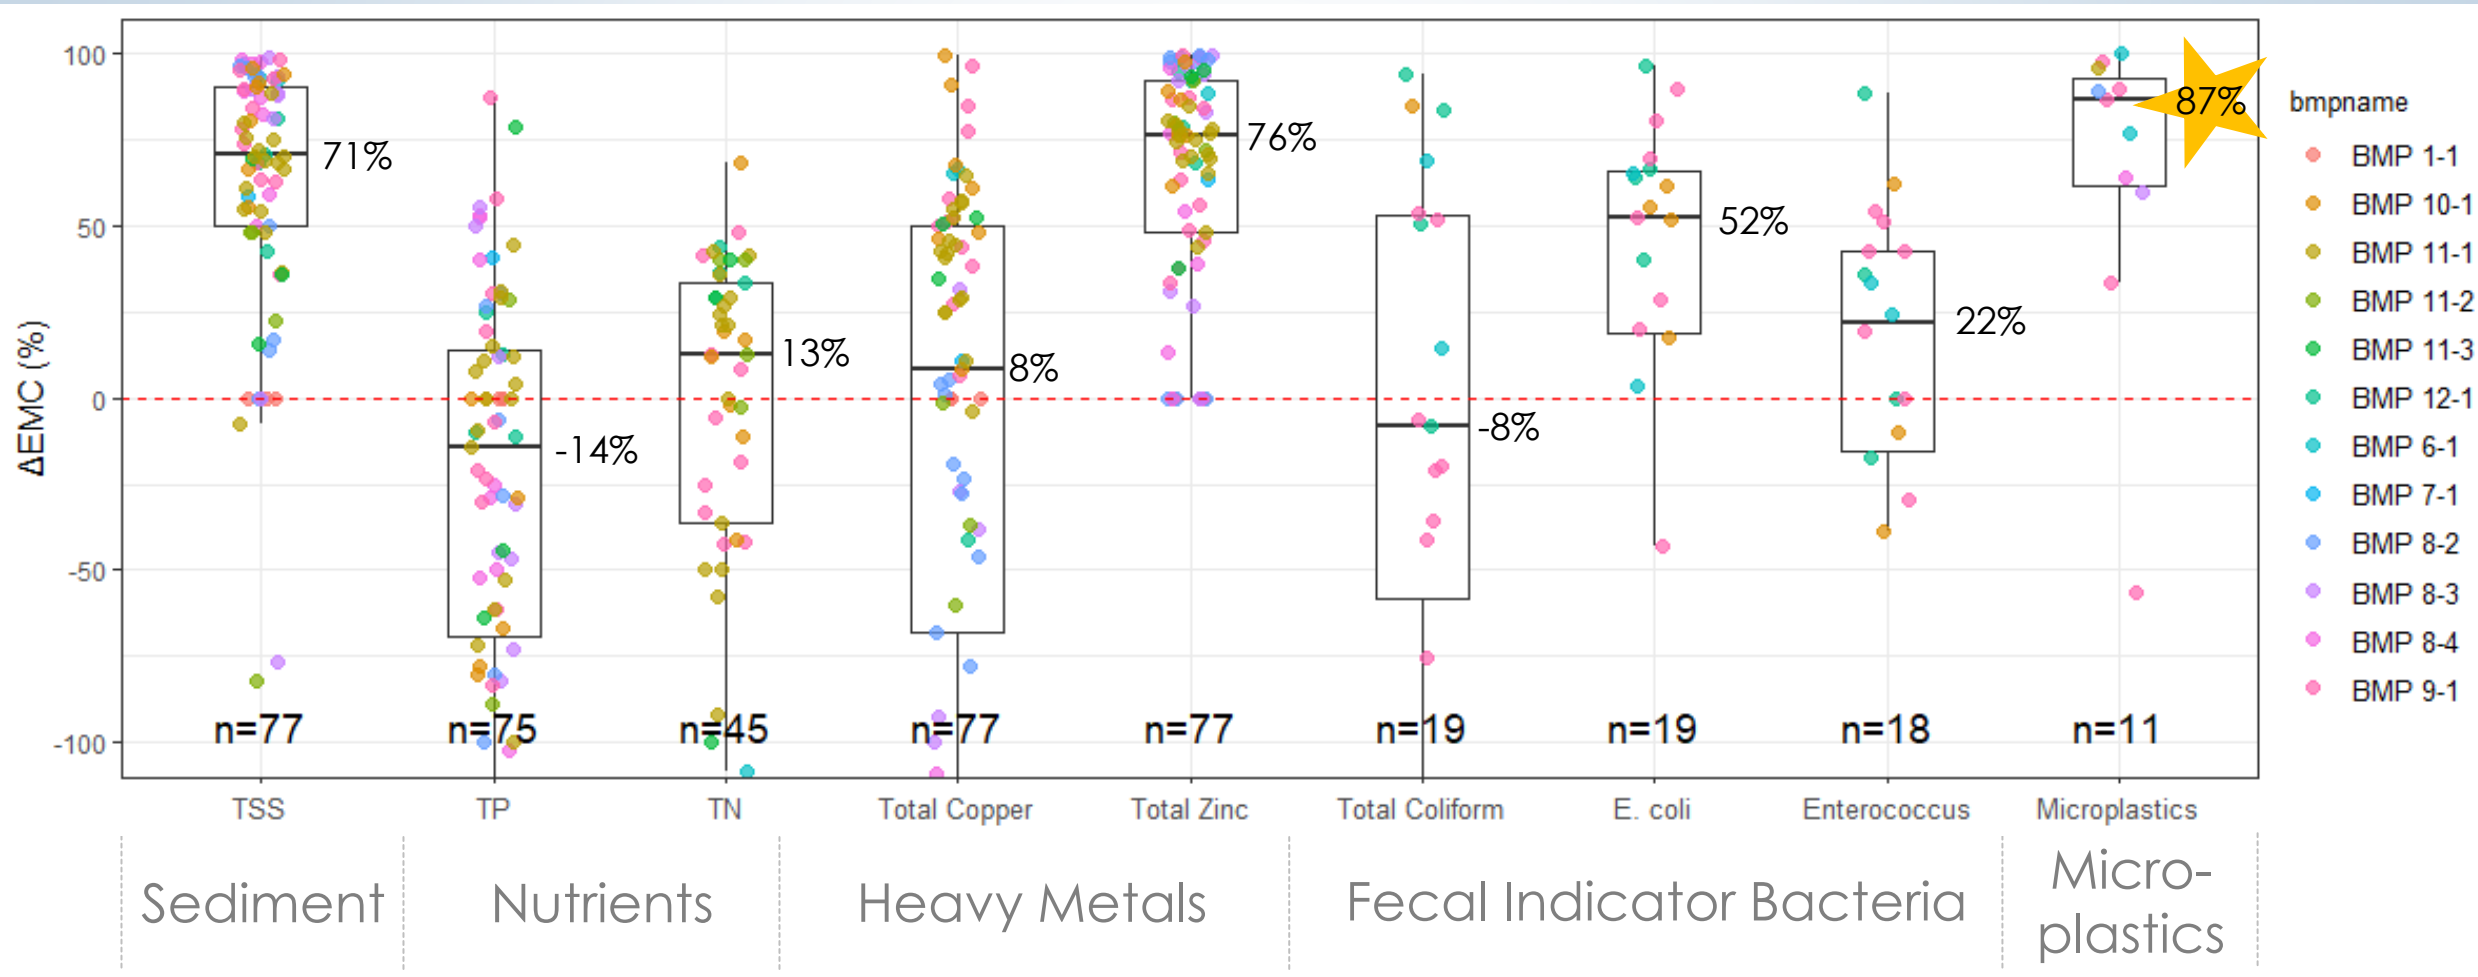 100
50
0
-50
-100
ΔEMC (%)
71%
-14%
13%
8%
76%
-8%
52%
22%
87%
n=77
n=75
n=45
n=77
n=77
n=19
n=19
n=18
n=11
TSS
TP
TN
Total Copper
Total Zinc
Total Coliform
E. coli
Enterococcus
Microplastics
Sediment
Nutrients
Heavy Metals
Fecal Indicator Bacteria
Micro-
plastics
bmpname
BMP 1-1
BMP 10-1
BMP 11-1
BMP 11-2
BMP 11-3
BMP 12-1
BMP 6-1
BMP 7-1
BMP 8-2
BMP 8-3
BMP 8-4
BMP 9-1